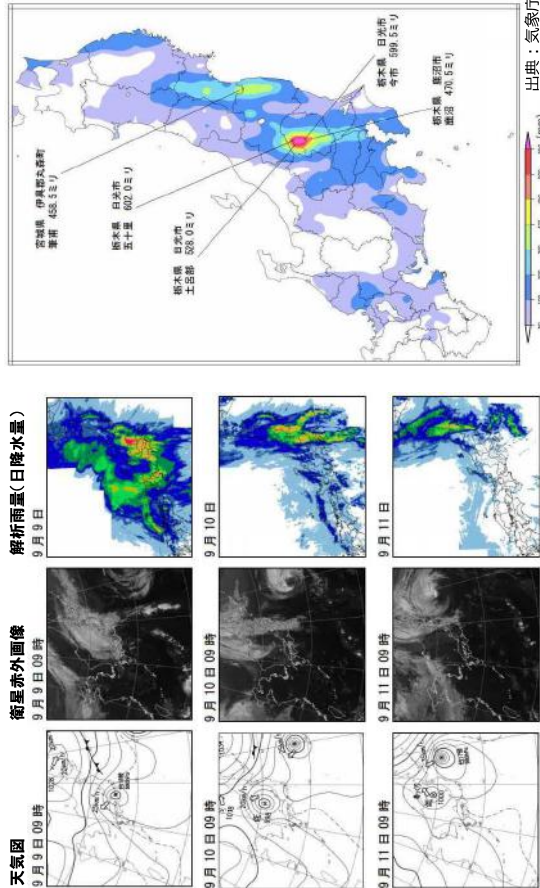 天気図
衛星赤外画像
解析雨量(日降水量)
9月9日09時
9月9日09時
9月9日
9月10日09時
9月10日09時
9月10日
9月11日09時
9月11日09時
9月11日
宮城県 伊具郡丸森町
筆甫 458.5ミリ
栃木県 日光市
五十里 602.0ミリ
栃木県 日光市
土呂部 528.0ミリ
栃木県 日光市
今市 599.5ミリ
栃木県 鹿沼市
鹿沼 470.5ミリ
出典：気象庁